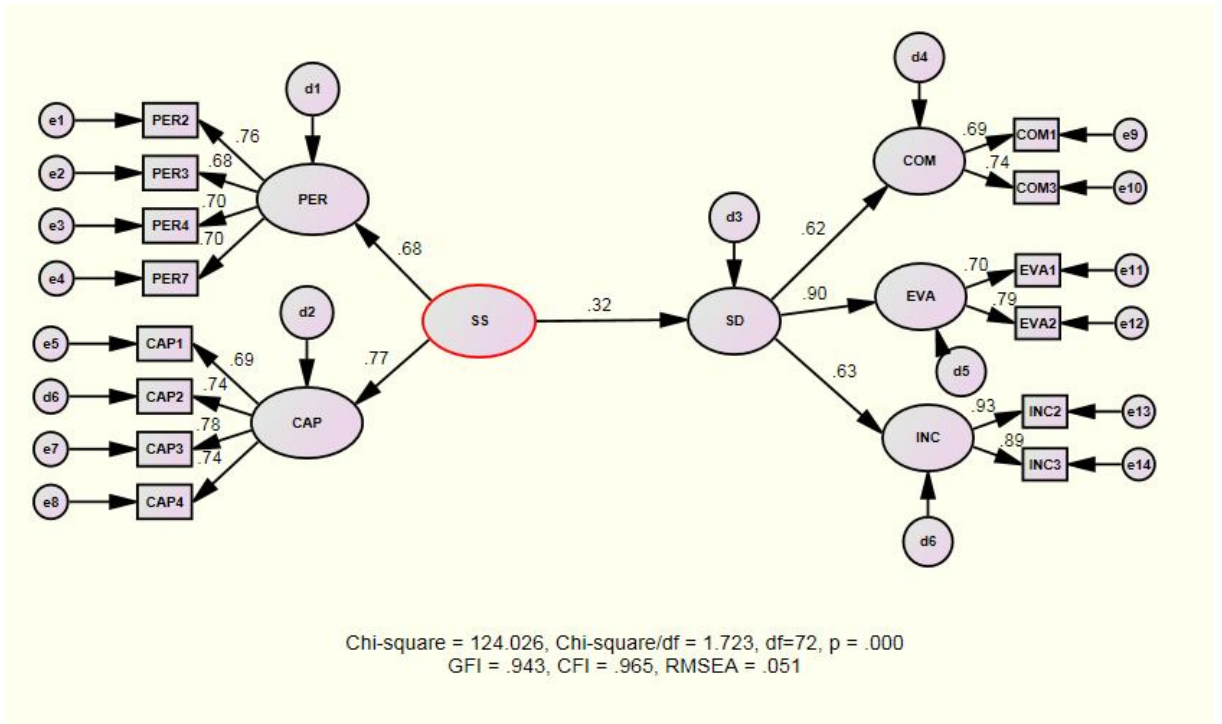 d4
d1
e1
PER2
.76
.69
COM1
e9
e2
PER3
.68
PER
COM
.74
COM3
e10
e3
PER4
.70
d3
.62
e4
PER7
.70
.68
.70
EVA1
e11
d2
SS
.32
SD
.90
EVA
.79
EVA2
e12
e5
CAP1
.69
.77
.63
d5
d6
CAP2
.74
CAP
.93
INC2
e13
e7
CAP3
.78
INC
.89
INC3
e14
e8
CAP4
.74
d6
Chi-square = 124.026, Chi-square/df = 1.723, df=72, p = .000
GFI = .943, CFI = .965, RMSEA = .051